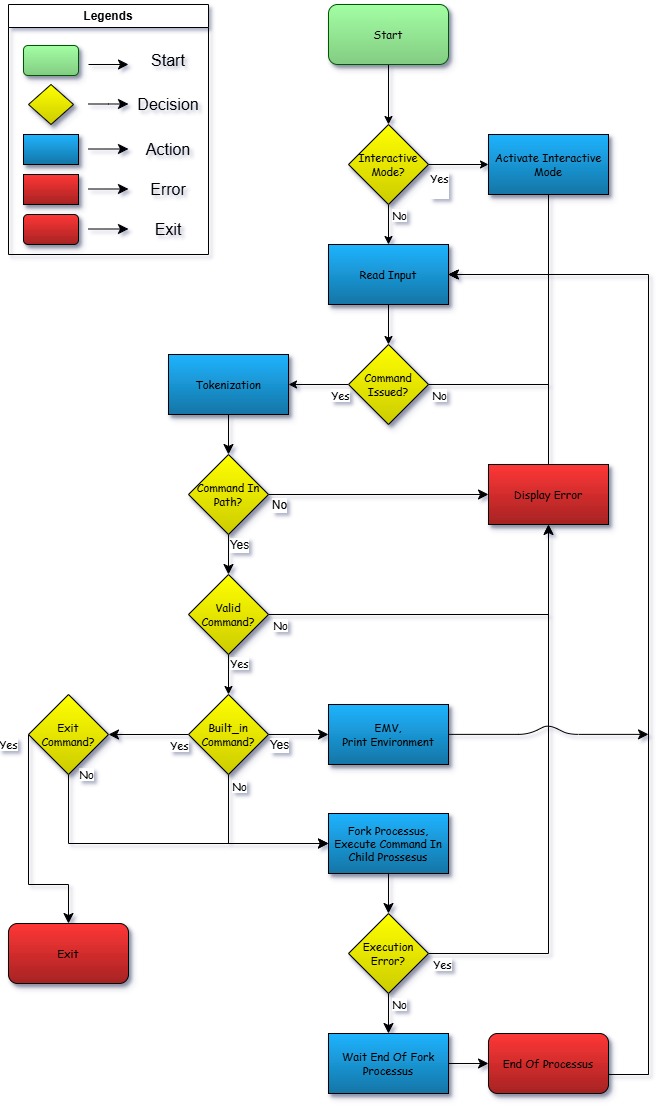 Legends
Start
Decision
Action
Error
Exit
Start
Interactive
Mode?
Yes
Activate Interactive
Mode
No
Read Input
Command
Issued?
Yes
No
Tokenization
Command In
Path?
No
Display Error
Yes
Valid
Command?
No
Yes
Exit
Command?
Yes
No
Built_in
Command?
Yes
Yes
No
EMV,
Print Environment
Fork Processus,
Execute Command In
Child Prossesus
Exit
Execution
Error?
Yes
No
Wait End Of Fork
Processus
End Of Processus